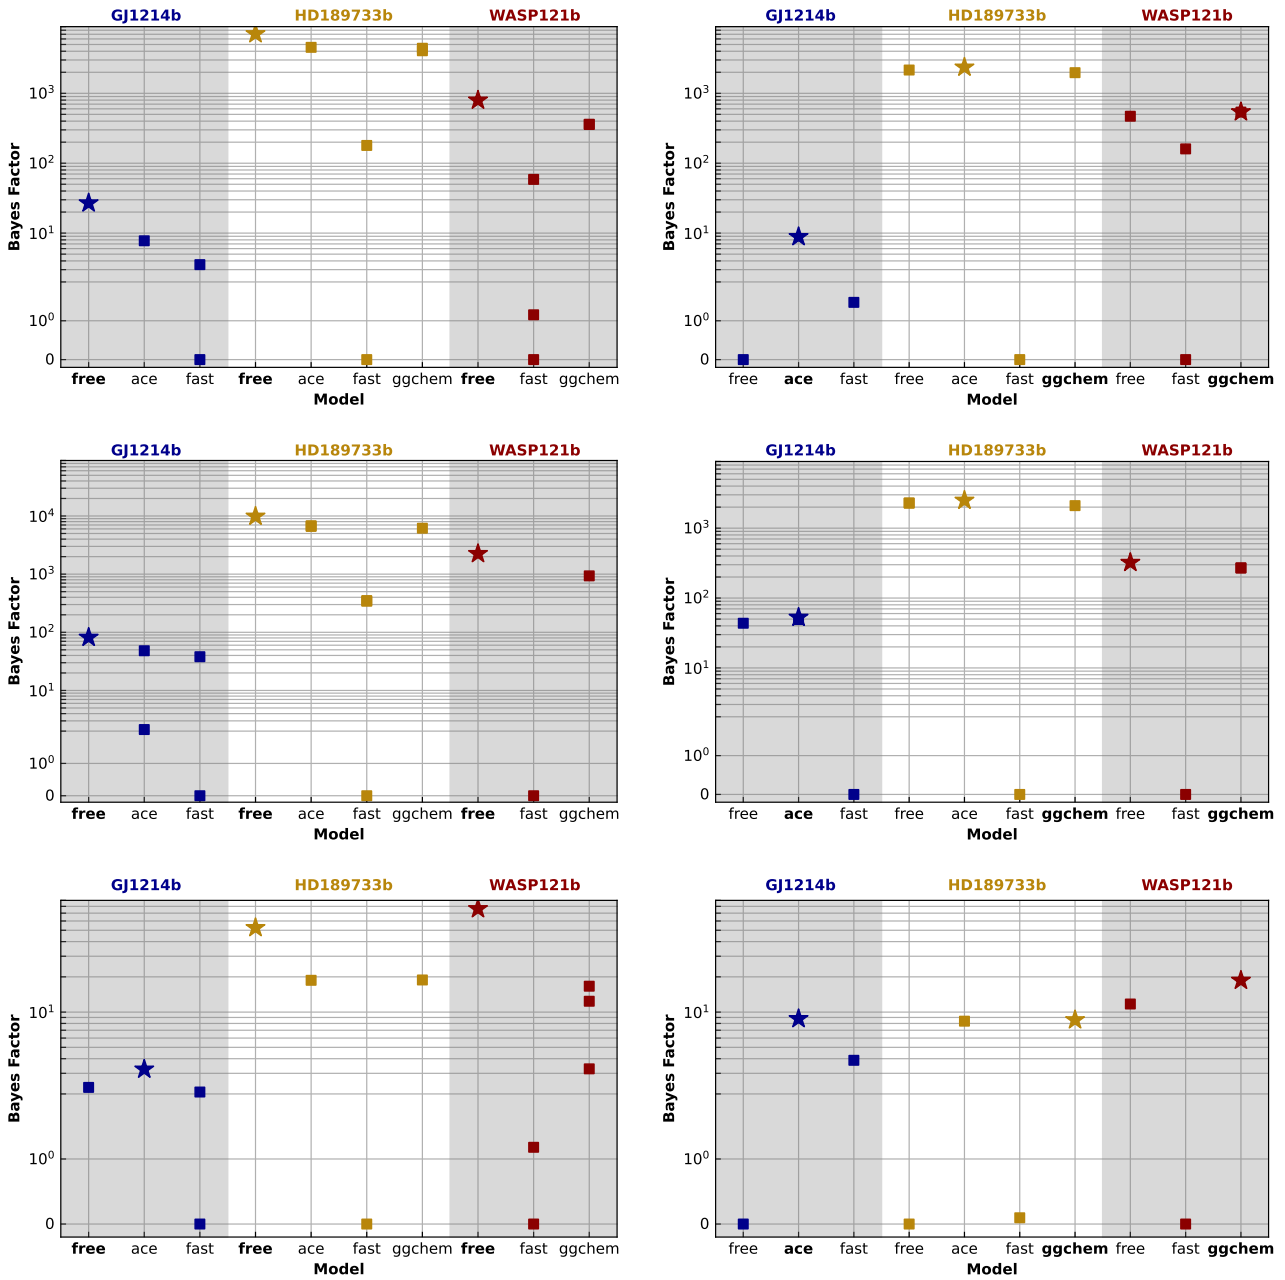 GJ1214b HD189733b WASP121b
Bayes Factor
10³
10²
10¹
10⁰
0
free ace fast free ace fast ggchem free fast ggchem
Model
GJ1214b HD189733b WASP121b
Bayes Factor
10³
10²
10¹
10⁰
0
free ace fast free ace fast ggchem free fast ggchem
Model
GJ1214b HD189733b WASP121b
Bayes Factor
10⁴
10³
10²
10¹
10⁰
0
free ace fast free ace fast ggchem free fast ggchem
Model
GJ1214b HD189733b WASP121b
Bayes Factor
10³
10²
10¹
10⁰
0
free ace fast free ace fast ggchem free fast ggchem
Model
GJ1214b HD189733b WASP121b
Bayes Factor
10¹
10⁰
0
free ace fast free ace fast ggchem free fast ggchem
Model
GJ1214b HD189733b WASP121b
Bayes Factor
10¹
10⁰
0
free ace fast free ace fast ggchem free fast ggchem
Model